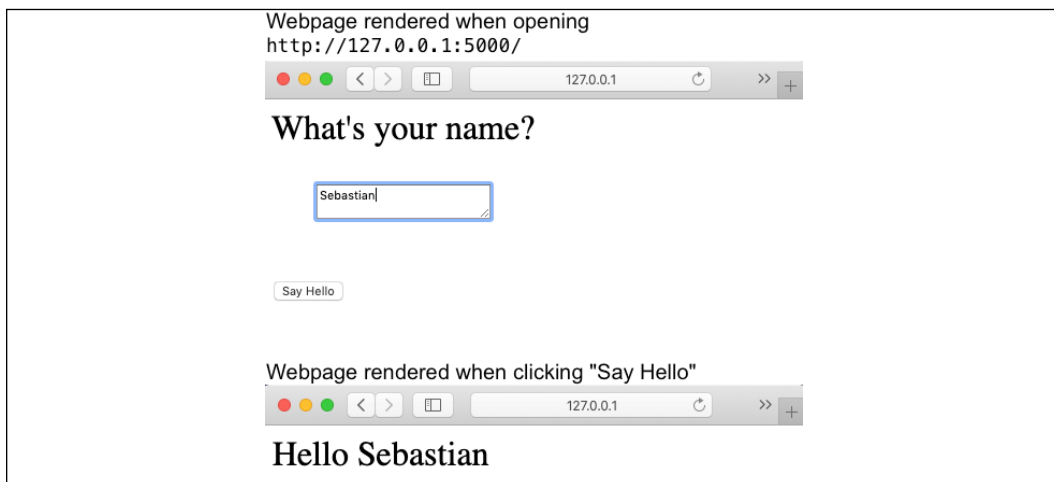 Webpage rendered when opening
http://127.0.0.1:5000/
127.0.0.1
What's your name?
Sebastian
Say Hello
Webpage rendered when clicking "Say Hello"
127.0.0.1
Hello Sebastian